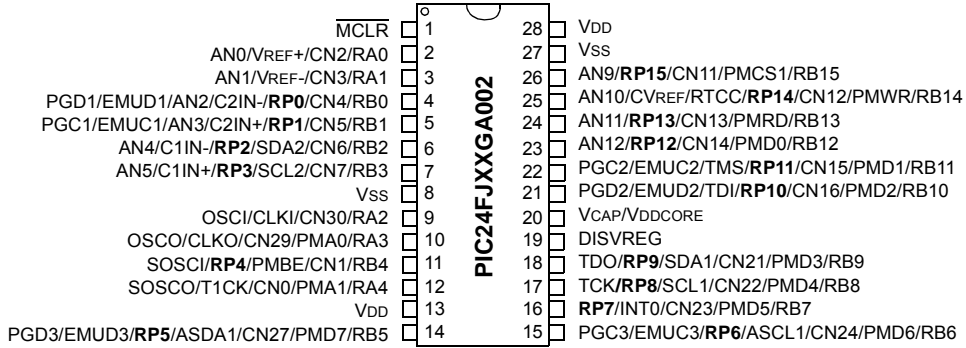 MCLR 1 28 VDD
AN0/VREF+/CN2/RA0 2 27 VSS
AN1/VREF-/CN3/RA1 3 26 AN9/RP15/CN11/PMCS1/RB15
PGD1/EMUD1/AN2/C2IN-/RP0/CN4/RB0 4 25 AN10/CVREF/RTCC/RP14/CN12/PMWR/RB14
PGC1/EMUC1/AN3/C2IN+/RP1/CN5/RB1 5 24 AN11/RP13/CN13/PMRD/RB13
AN4/C1IN-/RP2/SDA2/CN6/RB2 6 23 AN12/RP12/CN14/PMD0/RB12
AN5/C1IN+/RP3/SCL2/CN7/RB3 7 22 PGC2/EMUC2/TMS/RP11/CN15/PMD1/RB11
VSS 8 21 PGD2/EMUD2/TDI/RP10/CN16/PMD2/RB10
OSCI/CLKI/CN30/RA2 9 20 VCAP/VDDCORE
OSCO/CLKO/CN29/PMA0/RA3 10 19 DISVREG
SOSCI/RP4/PMBE/CN1/RB4 11 18 TDO/RP9/SDA1/CN21/PMD3/RB9
SOSCO/T1CK/CN0/PMA1/RA4 12 17 TCK/RP8/SCL1/CN22/PMD4/RB8
VDD 13 16 RP7/INT0/CN23/PMD5/RB7
PGD3/EMUD3/RP5/ASDA1/CN27/PMD7/RB5 14 15 PGC3/EMUC3/RP6/ASCL1/CN24/PMD6/RB6
PIC24FJXXGA002